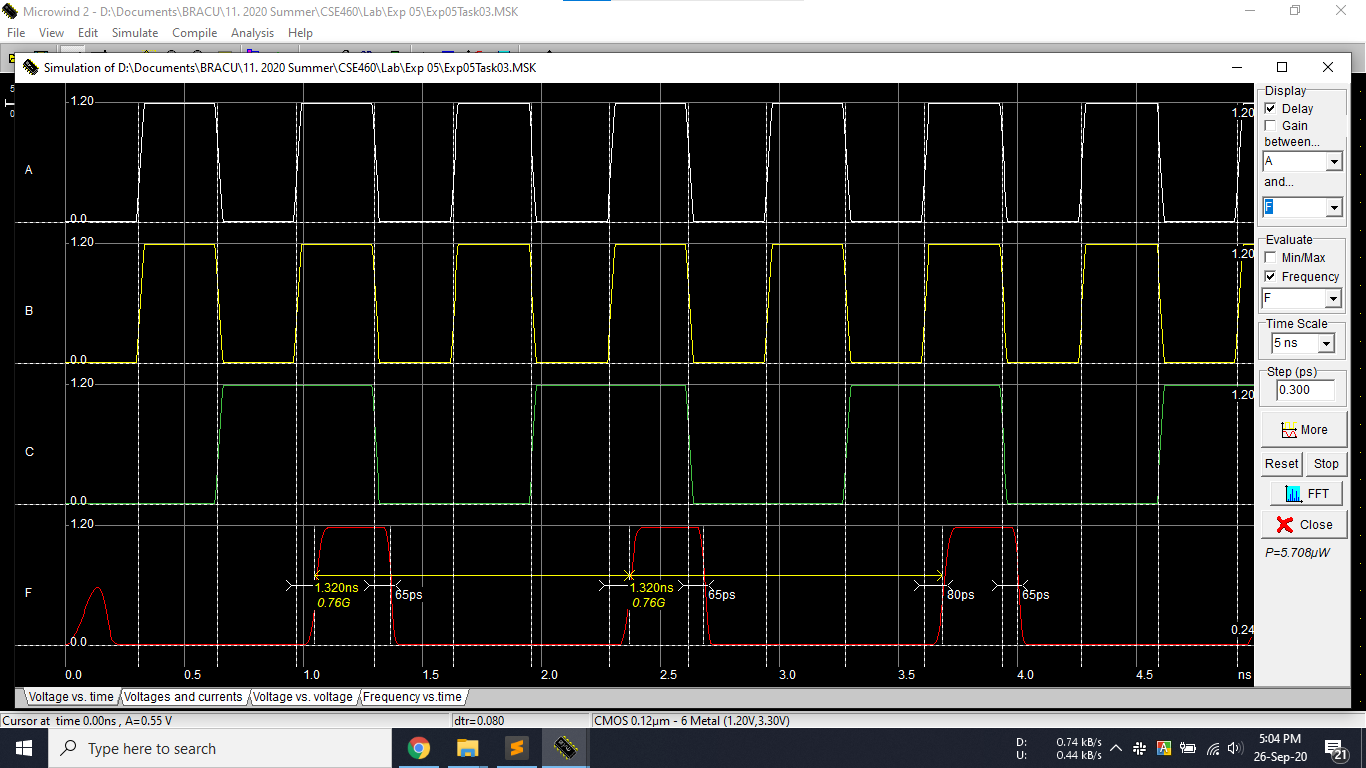 Microwind 2 - D:\Documents\BRACU\11. 2020 Summer\CSE460\Lab\Exp 05\Exp05Task03.MSK
File View Edit Simulate Compile Analysis Help
Simulation of D:\Documents\BRACU\11. 2020 Summer\CSE460\Lab\Exp 05\Exp05Task03.MSK
5
0
1.20
1.20
A
0.0
1.20
1.20
B
0.0
1.20
1.20
C
0.0
1.20
F
1.320ns
0.76G
65ps
1.320ns
0.76G
65ps
80ps
65ps
0.0
0.24
0.0 0.5 1.0 1.5 2.0 2.5 3.0 3.5 4.0 4.5 ns
Display
Delay
Gain
between...
A
and...
F
Evaluate
Min/Max
Frequency
F
Time Scale
5 ns
Step (ps)
0.300
More
Reset Stop
FFT
Close
P=5.708µW
Voltage vs. time Voltages and currents Voltage vs. voltage Frequency vs.time
Cursor at time 0.00ns , A=0.55 V dtr=0.080 CMOS 0.12µm - 6 Metal (1.20V,3.30V)
Type here to search
D: 0.74 kB/s
U: 0.44 kB/s
A
5:04 PM
26-Sep-20
21